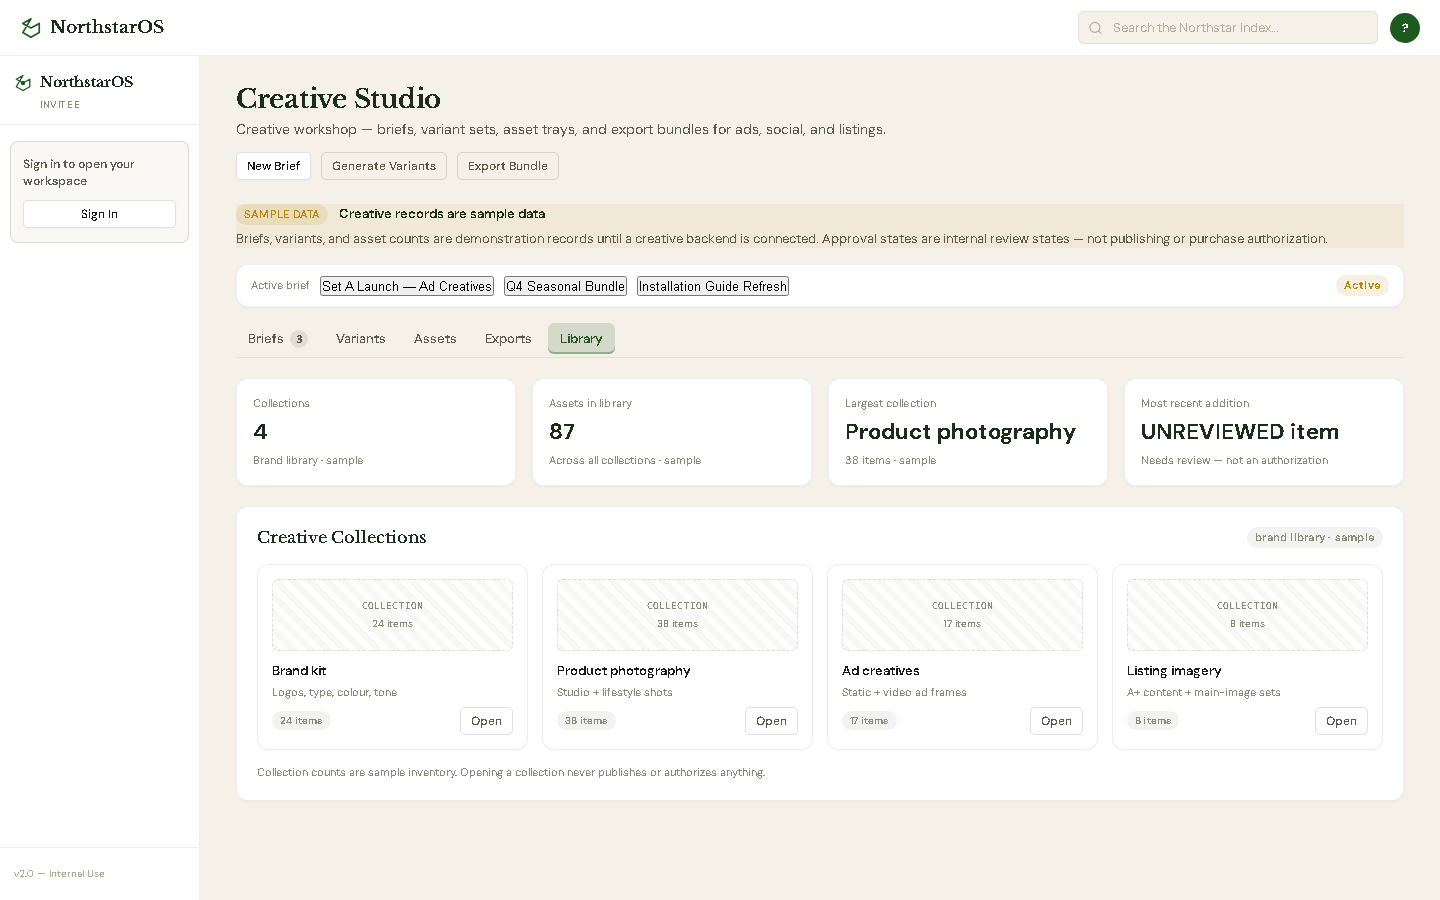 NorthstarOS
Search the Northstar Index...
?
NorthstarOS
INVITEE
Sign in to open your
workspace
Sign In
v2.0 — Internal Use
Creative Studio
Creative workshop — briefs, variant sets, asset trays, and export bundles for ads, social, and listings.
New Brief
Generate Variants
Export Bundle
SAMPLE DATA Creative records are sample data
Briefs, variants, and asset counts are demonstration records until a creative backend is connected. Approval states are internal review states — not publishing or purchase authorization.
Active brief Set A Launch — Ad Creatives Q4 Seasonal Bundle Installation Guide Refresh Active
Briefs 3 Variants Assets Exports Library
Collections
4
Brand library · sample
Assets in library
87
Across all collections · sample
Largest collection
Product photography
38 items · sample
Most recent addition
UNREVIEWED item
Needs review — not an authorization
Creative Collections
brand library · sample
COLLECTION
24 items
Brand kit
Logos, type, colour, tone
24 items
Open
COLLECTION
38 items
Product photography
Studio + lifestyle shots
38 items
Open
COLLECTION
17 items
Ad creatives
Static + video ad frames
17 items
Open
COLLECTION
8 items
Listing imagery
A+ content + main-image sets
8 items
Open
Collection counts are sample inventory. Opening a collection never publishes or authorizes anything.